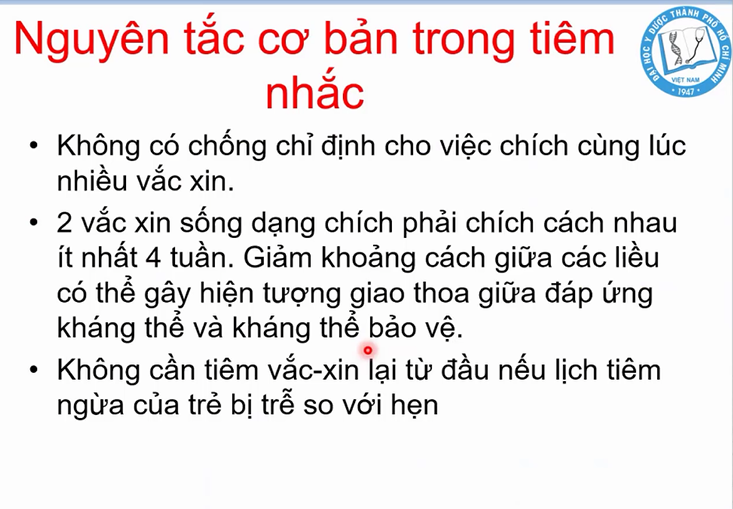 Nguyên tắc cơ bản trong tiêm
nhắc
ĐẠI HỌC Y DƯỢC THÀNH PHỐ HỒ CHÍ MINH
VIỆT NAM
1947
• Không có chống chỉ định cho việc chích cùng lúc
nhiều vắc xin.
• 2 vắc xin sống dạng chích phải chích cách nhau
ít nhất 4 tuần. Giảm khoảng cách giữa các liều
có thể gây hiện tượng giao thoa giữa đáp ứng
kháng thể và kháng thể bảo vệ.
• Không cần tiêm vắc-xin lại từ đầu nếu lịch tiêm
ngừa của trẻ bị trễ so với hẹn